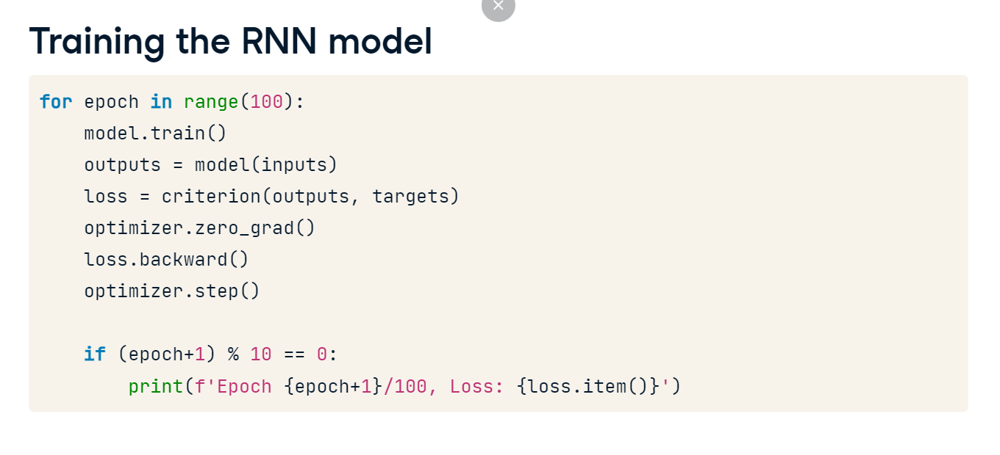 Training the RNN model
for epoch in range(100):
    model.train()
    outputs = model(inputs)
    loss = criterion(outputs, targets)
    optimizer.zero_grad()
    loss.backward()
    optimizer.step()

    if (epoch+1) % 10 == 0:
        print(f'Epoch {epoch+1}/100, Loss: {loss.item()}')